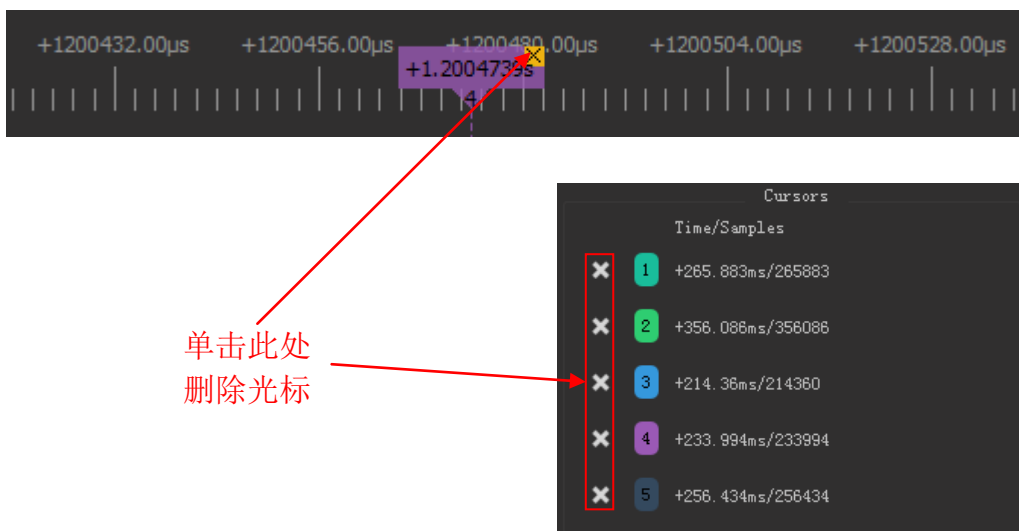 +1200432.00μs +1200456.00μs +1200480.00μs +1200504.00μs +1200528.00μs
+1.2004739s
4
Cursors
Time/Samples
1 +265.883ms/265883
2 +356.086ms/356086
3 +214.36ms/214360
4 +233.994ms/233994
5 +256.434ms/256434
单击此处
删除光标